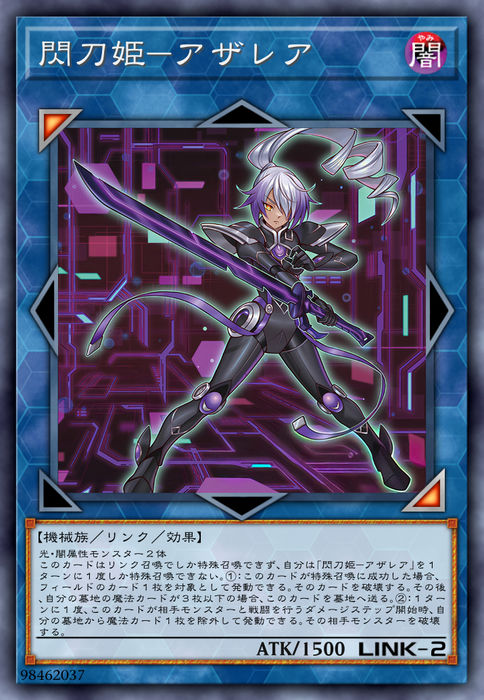 閃刀姫－アザレア
やみ
闇
【機械族／リンク／効果】
光・闇属性モンスター２体
このカードはリンク召喚でしか特殊召喚できず、自分は「閃刀姫－アザレア」を１
ターンに１度しか特殊召喚できない。①：このカードが特殊召喚に成功した場合、
フィールドのカード１枚を対象として発動できる。そのカードを破壊する。その後
、自分の墓地の魔法カードが３枚以下の場合、このカードを墓地へ送る。②：１ター
ンに１度、このカードが相手モンスターと戦闘を行うダメージステップ開始時、自
分の墓地から魔法カード１枚を除外して発動できる。その相手モンスターを破壊
する。
ATK/1500 LINK-2
98462037